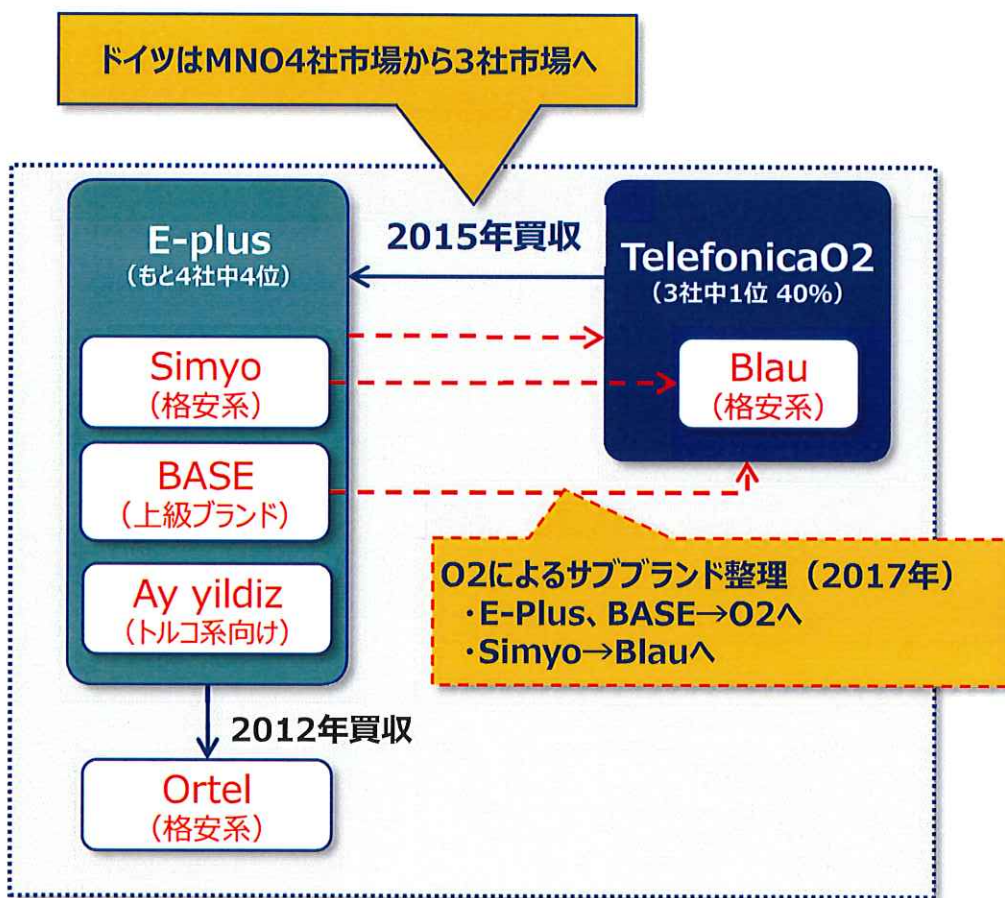 ドイツはMNO4社市場から3社市場へ
E-plus
（もと4社中4位）
2015年買収
TelefonicaO2
（3社中1位 40%）
Simyo
（格安系）
Blau
（格安系）
BASE
（上級ブランド）
Ay yildiz
（トルコ系向け）
O2によるサブブランド整理（2017年）
・E-Plus、BASE→O2へ
・Simyo→Blauへ
2012年買収
Ortel
（格安系）